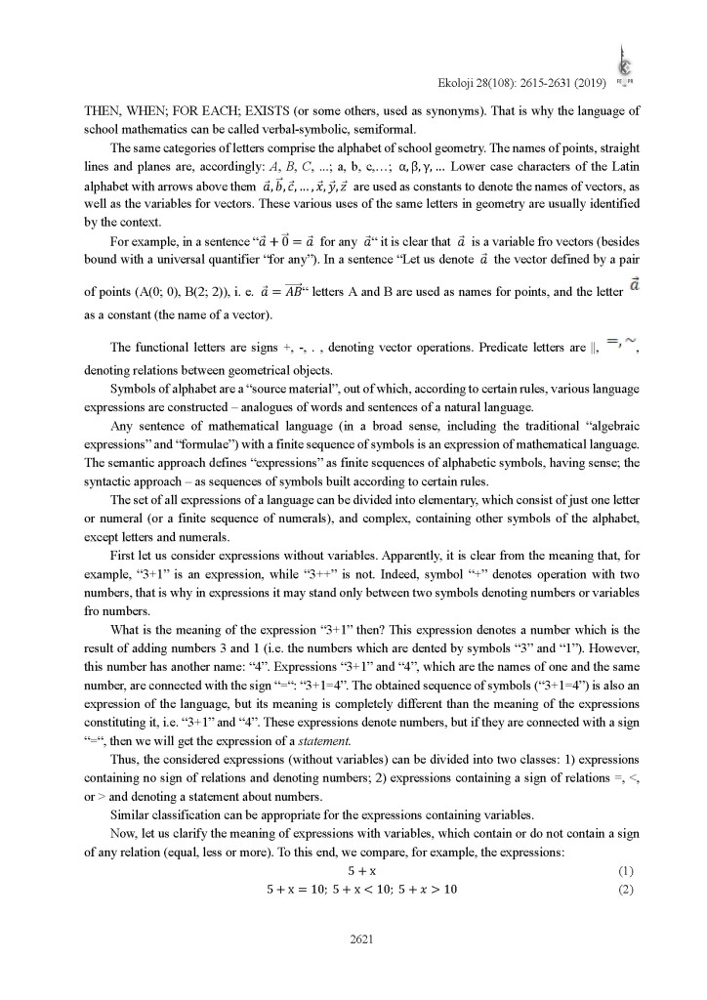 Ekoloji 28(108): 2615-2631 (2019)
THEN, WHEN; FOR EACH; EXISTS (or some others, used as synonyms). That is why the language of
school mathematics can be called verbal-symbolic, semiformal.
The same categories of letters comprise the alphabet of school geometry. The names of points, straight
lines and planes are, accordingly: A, B, C, ...; a, b, c,…; α, β, γ, ... Lower case characters of the Latin
alphabet with arrows above them a⃗, b⃗, c⃗, … , x⃗, y⃗, z⃗ are used as constants to denote the names of vectors, as
well as the variables for vectors. These various uses of the same letters in geometry are usually identified
by the context.
For example, in a sentence “a⃗ + 0⃗ = a⃗ for any a⃗“ it is clear that a⃗ is a variable fro vectors (besides
bound with a universal quantifier “for any”). In a sentence “Let us denote a⃗ the vector defined by a pair
of points (A(0; 0), B(2; 2)), i. e. a⃗ = A͞B⃗“ letters A and B are used as names for points, and the letter a⃗
as a constant (the name of a vector).
The functional letters are signs +, -, . , denoting vector operations. Predicate letters are ||, =, ~,
denoting relations between geometrical objects.
Symbols of alphabet are a “source material”, out of which, according to certain rules, various language
expressions are constructed – analogues of words and sentences of a natural language.
Any sentence of mathematical language (in a broad sense, including the traditional “algebraic
expressions” and “formulae”) with a finite sequence of symbols is an expression of mathematical language.
The semantic approach defines “expressions” as finite sequences of alphabetic symbols, having sense; the
syntactic approach – as sequences of symbols built according to certain rules.
The set of all expressions of a language can be divided into elementary, which consist of just one letter
or numeral (or a finite sequence of numerals), and complex, containing other symbols of the alphabet,
except letters and numerals.
First let us consider expressions without variables. Apparently, it is clear from the meaning that, for
example, “3+1” is an expression, while “3++” is not. Indeed, symbol “+” denotes operation with two
numbers, that is why in expressions it may stand only between two symbols denoting numbers or variables
fro numbers.
What is the meaning of the expression “3+1” then? This expression denotes a number which is the
result of adding numbers 3 and 1 (i.e. the numbers which are dented by symbols “3” and “1”). However,
this number has another name: “4”. Expressions “3+1” and “4”, which are the names of one and the same
number, are connected with the sign “=“: “3+1=4”. The obtained sequence of symbols (“3+1=4”) is also an
expression of the language, but its meaning is completely different than the meaning of the expressions
constituting it, i.e. “3+1” and “4”. These expressions denote numbers, but if they are connected with a sign
“=“, then we will get the expression of a statement.
Thus, the considered expressions (without variables) can be divided into two classes: 1) expressions
containing no sign of relations and denoting numbers; 2) expressions containing a sign of relations =, <,
or > and denoting a statement about numbers.
Similar classification can be appropriate for the expressions containing variables.
Now, let us clarify the meaning of expressions with variables, which contain or do not contain a sign
of any relation (equal, less or more). To this end, we compare, for example, the expressions:
5 + x (1)
5 + x = 10; 5 + x < 10; 5 + x > 10 (2)
2621